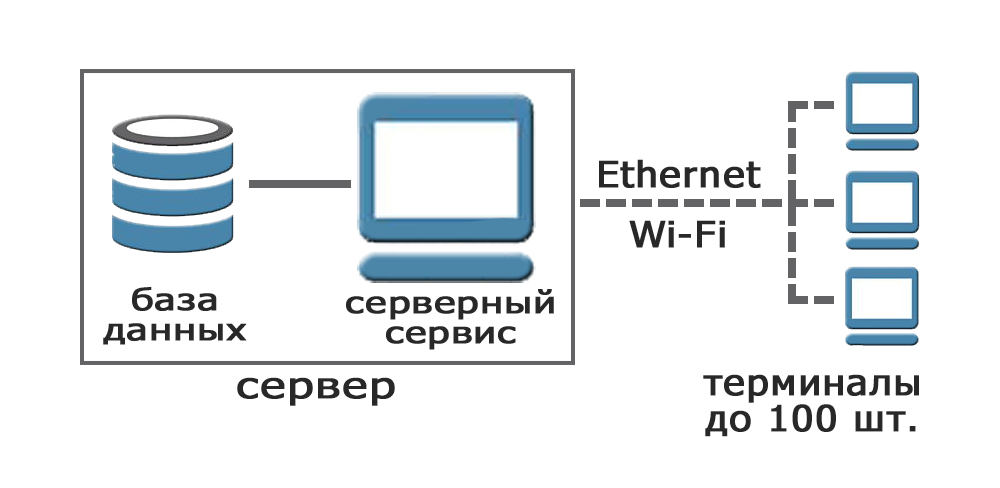 Ethernet
Wi-Fi
база
данных
серверный
сервис
сервер
терминалы
до 100 шт.